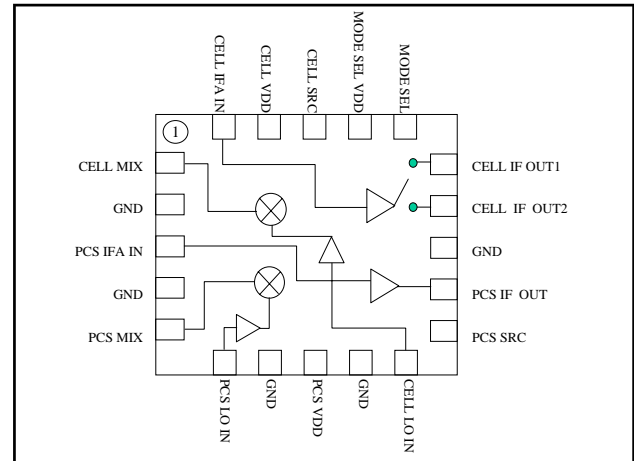 CELL IFA IN
CELL VDD
CELL SRC
MODE SEL VDD
MODE SEL
1
CELL MIX
GND
PCS IFA IN
GND
PCS MIX
CELL IF OUT1
CELL IF OUT2
GND
PCS IF OUT
PCS SRC
PCS LO IN
GND
PCS VDD
GND
CELL LO IN